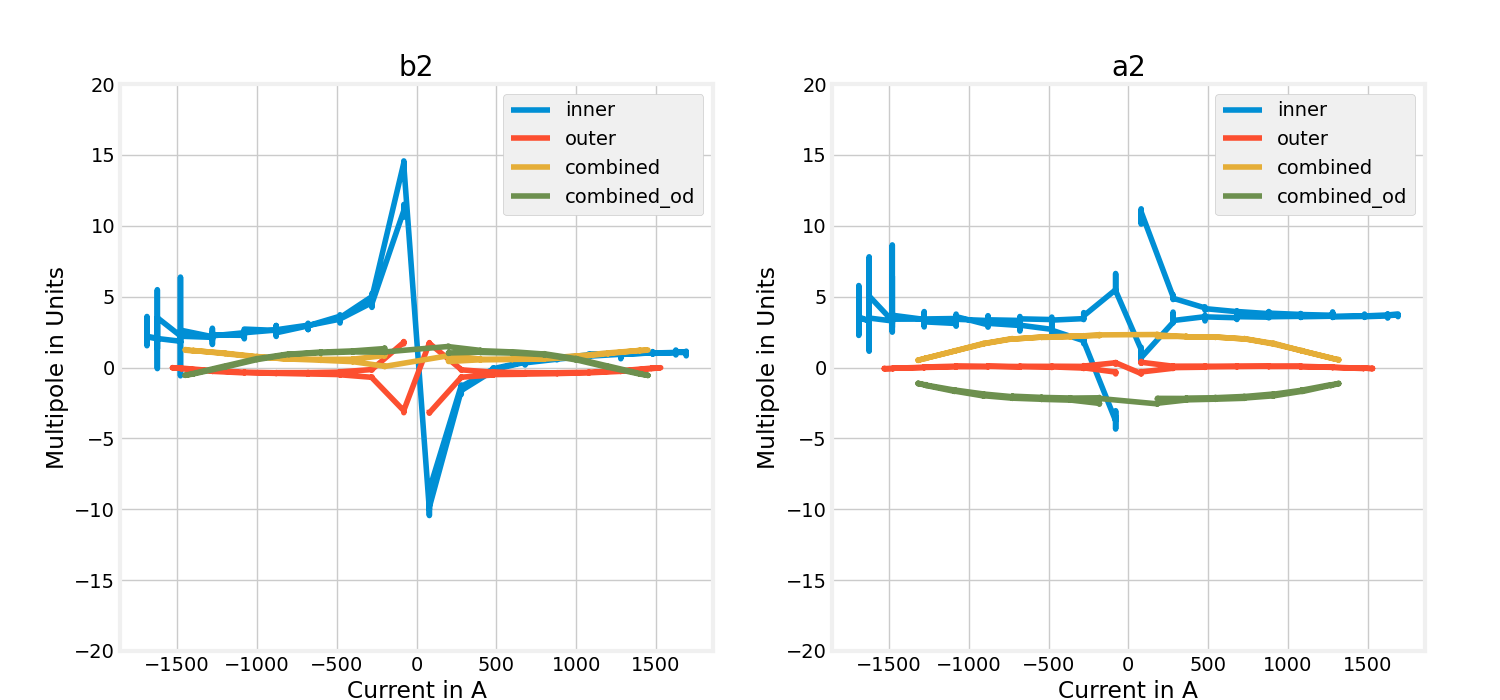 b2
20
15
10
5
0
−5
−10
−15
−20
Multipole in Units
inner
outer
combined
combined_od
−1500 −1000 −500 0 500 1000 1500
Current in A
a2
20
15
10
5
0
−5
−10
−15
−20
Multipole in Units
inner
outer
combined
combined_od
−1500 −1000 −500 0 500 1000 1500
Current in A